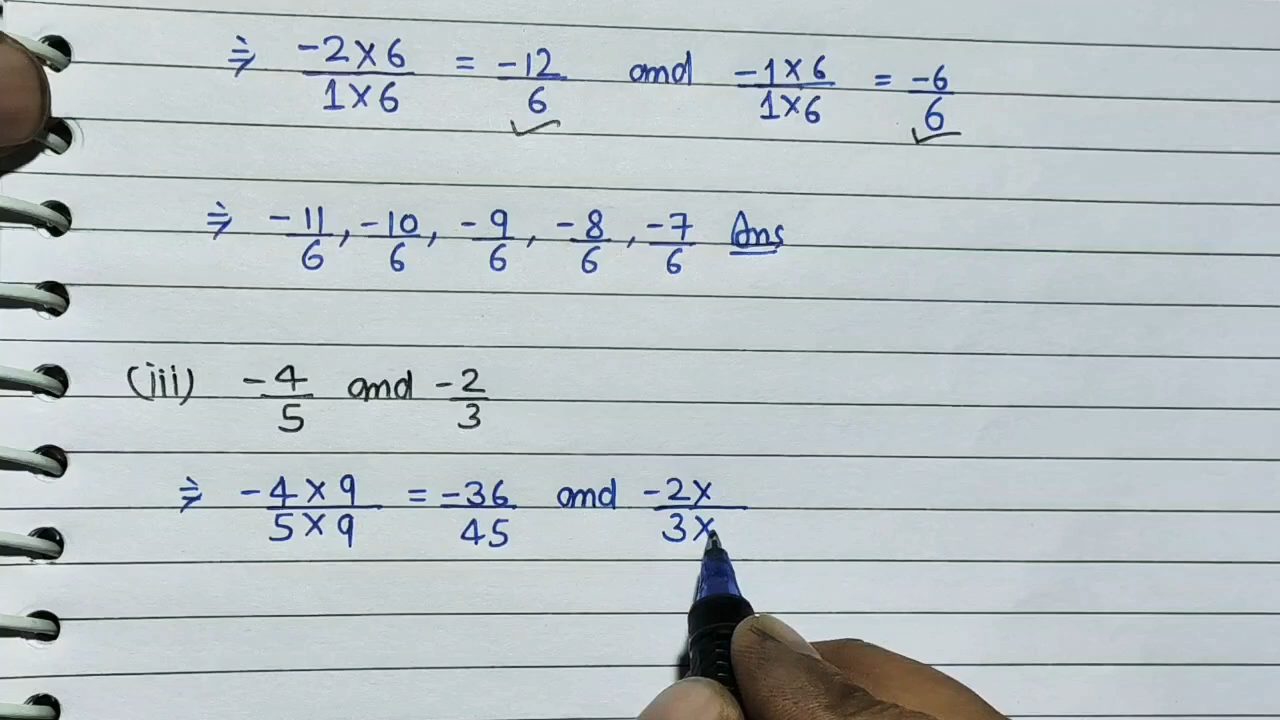 ⇒ -2×6/1×6 = -12/6 and -1×6/1×6 = -6/6
⇒ -11/6, -10/6, -9/6, -8/6, -7/6 Ans
(iii) -4/5 and -2/3
⇒ -4×9/5×9 = -36/45 and -2×/3×